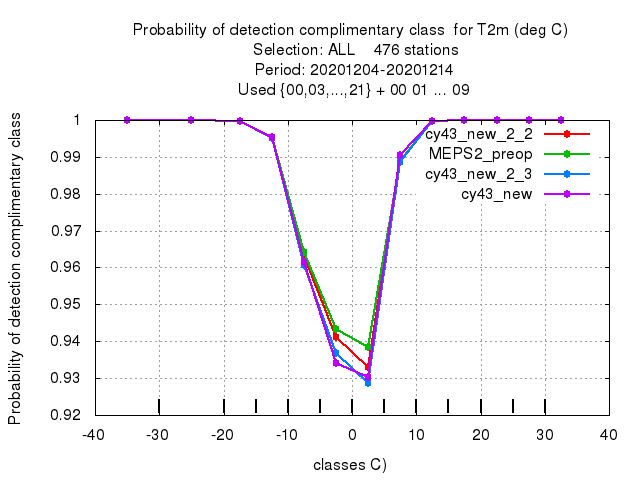 Probability of detection complimentary class  for T2m (deg C)
Selection: ALL    476 stations
Period: 20201204-20201214
Used {00,03,...,21} + 00 01 ... 09
Probability of detection complimentary class
1
0.99
0.98
0.97
0.96
0.95
0.94
0.93
0.92
cy43_new_2_2
MEPS2_preop
cy43_new_2_3
cy43_new
-40 -30 -20 -10 0 10 20 30 40
classes C)